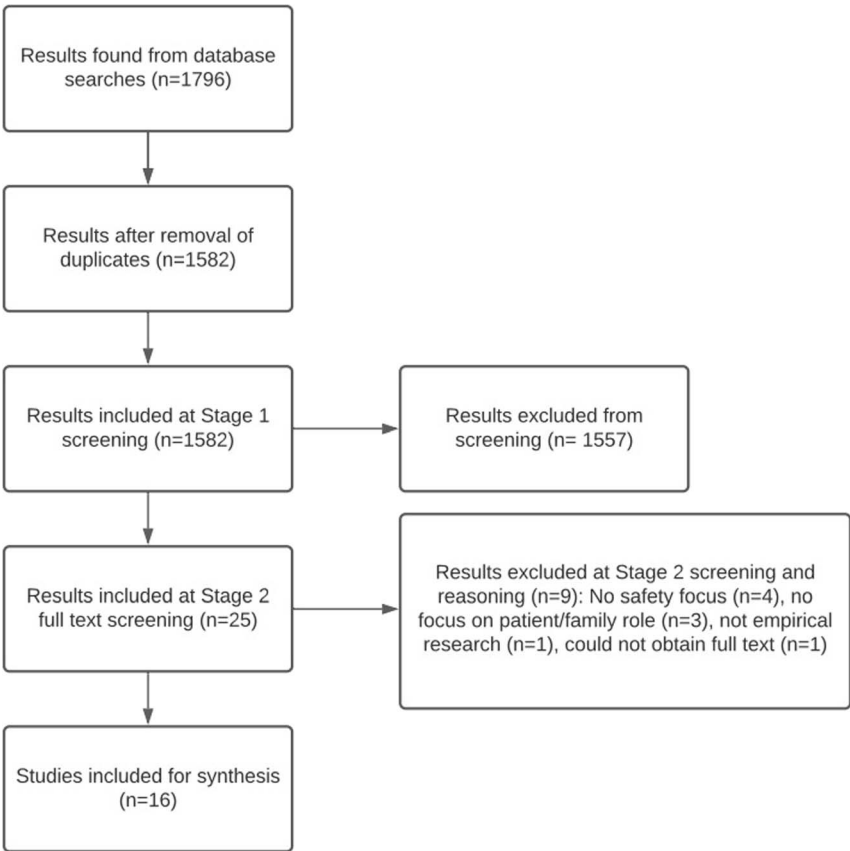 Results found from database
searches (n=1796)
Results after removal of
duplicates (n=1582)
Results included at Stage 1
screening (n=1582)
Results excluded from
screening (n= 1557)
Results included at Stage 2
full text screening (n=25)
Results excluded at Stage 2 screening and
reasoning (n=9): No safety focus (n=4), no
focus on patient/family role (n=3), not empirical
research (n=1), could not obtain full text (n=1)
Studies included for synthesis
(n=16)